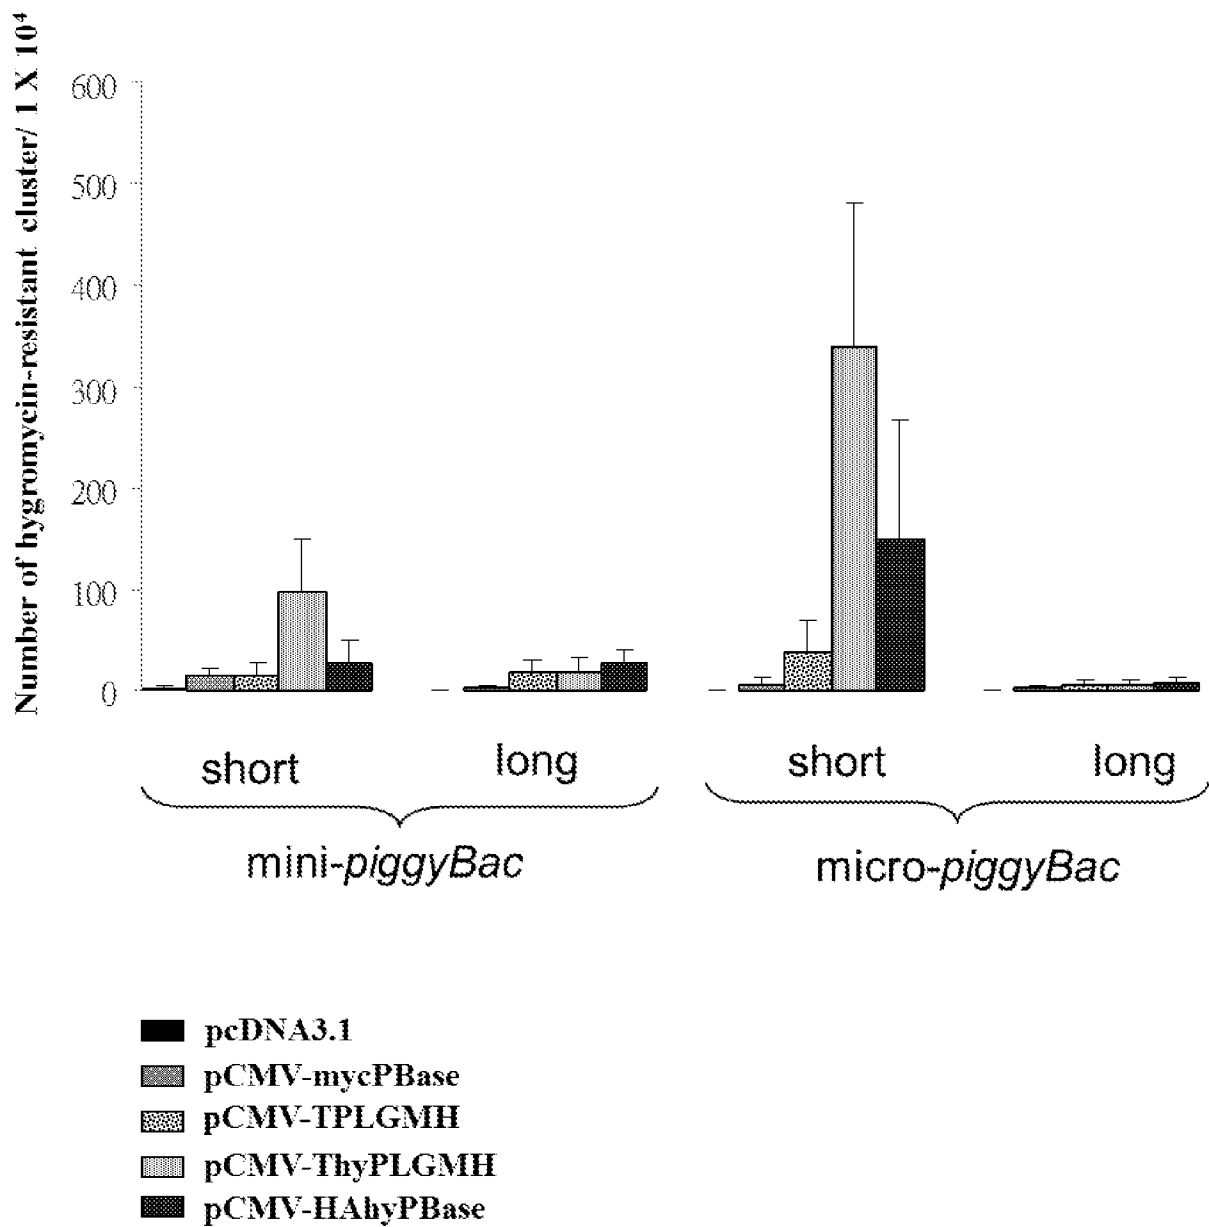 Number of hygromycin-resistant cluster/ 1 X 10⁴
600
500
400
300
200
100
0
short
long
short
long
mini-piggyBac
micro-piggyBac
pcDNA3.1
pCMV-mycPBase
pCMV-TPLGMH
pCMV-ThyPLGMH
pCMV-HAhyPBase